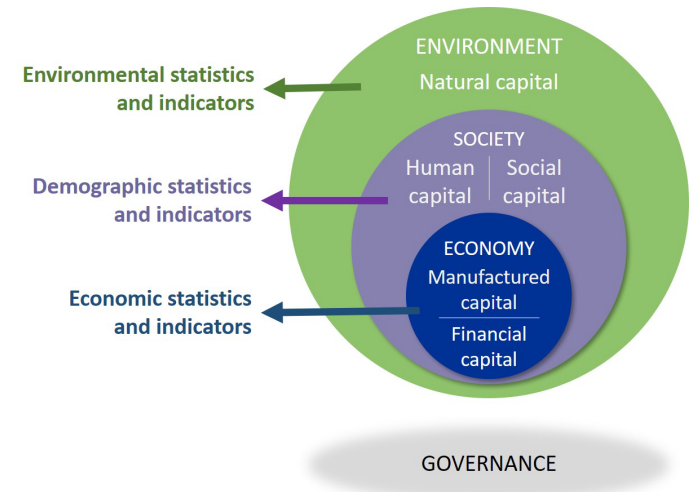 ENVIRONMENT
Natural capital
Environmental statistics
and indicators
SOCIETY
Human
capital
Social
capital
Demographic statistics
and indicators
ECONOMY
Manufactured
capital
Financial
capital
Economic statistics
and indicators
GOVERNANCE